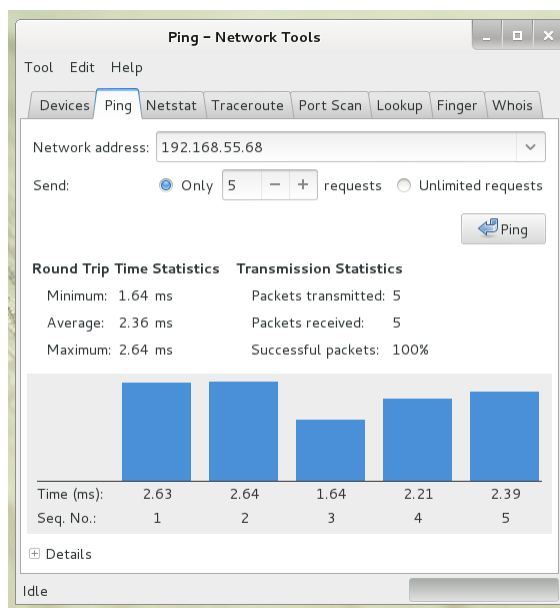 Ping – Network Tools
Tool Edit Help
Devices Ping Netstat Traceroute Port Scan Lookup Finger Whois
Network address: 192.168.55.68
Send: Only 5 requests Unlimited requests
Ping
Round Trip Time Statistics Transmission Statistics
Minimum: 1.64 ms Packets transmitted: 5
Average: 2.36 ms Packets received: 5
Maximum: 2.64 ms Successful packets: 100%
Time (ms): 2.63 2.64 1.64 2.21 2.39
Seq. No.: 1 2 3 4 5
Details
Idle